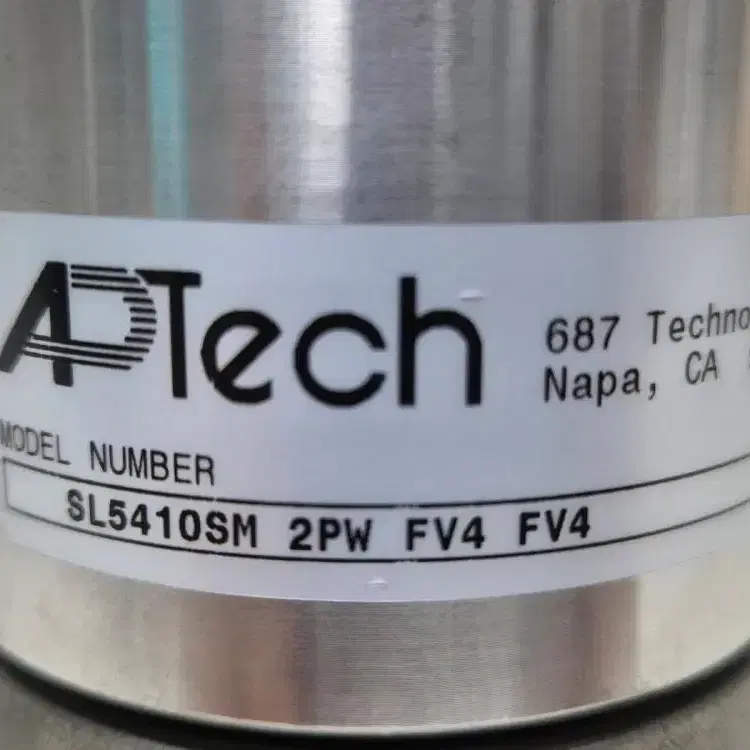 APTech
687 Techno
Napa, CA
MODEL NUMBER
SL5410SM 2PW FV4 FV4